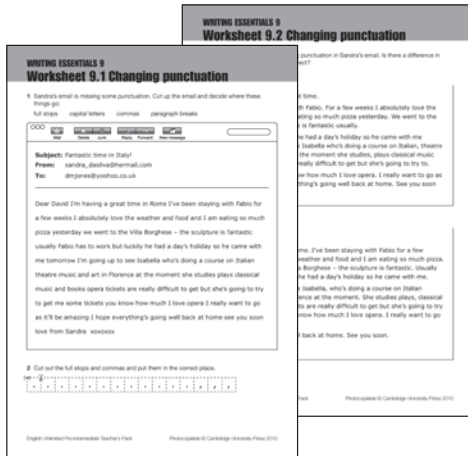 WRITING ESSENTIALS 9
Worksheet 9.2 Changing punctuation
punctuation in Sandra's email. Is there a difference in
time.
Fabio. For a few weeks I absolutely love the
eating so much pizza yesterday. We went to the
is fantastic usually.
he had a day's holiday so he came with me
Isabella who's doing a course on Italian, theatre
the moment she studies, plays classical music
really difficult to get but she's going to try to.
how much I love opera. I really want to go as
thing's going well back at home. See you soon
me. I've been staying with Fabio for a few
weather and food and I am eating so much pizza.
Borghese – the sculpture is fantastic. Usually
he had a day's holiday so he came with me.
Isabella, who's doing a course on Italian
at the moment. She studies plays, classical
are really difficult to get but she's going to try
know how much I love opera. I really want to go
back at home. See you soon.
Pack
Photocopiable © Cambridge University Press 2010
WRITING ESSENTIALS 9
Worksheet 9.1 Changing punctuation
1 Sandra's email is missing some punctuation. Cut up the email and decide where these
things go:
full stops capital letters commas paragraph breaks
Mail Delete Junk Reply Forward New message
Subject: Fantastic time in Italy!
From: sandra_dasilva@hermail.com
To: dmjones@yoohoo.co.uk
Dear David I'm having a great time in Rome I've been staying with Fabio for
a few weeks I absolutely love the weather and food and I am eating so much
pizza yesterday we went to the Villa Borghese – the sculpture is fantastic
usually Fabio has to work but luckily he had a day's holiday so he came with
me tomorrow I'm going up to see Isabella who's doing a course on Italian
theatre music and art in Florence at the moment she studies plays classical
music and books opera tickets are really difficult to get but she's going to try
to get me some tickets you know how much I love opera I really want to go
as it'll be amazing I hope everything's going well back at home see you soon
love from Sandra xoxoxox
2 Cut out the full stops and commas and put them in the correct place.
. . . . . . . . . . . . , , ,
English Unlimited Pre-intermediate Teacher's Pack
Photocopiable © Cambridge University Press 2010